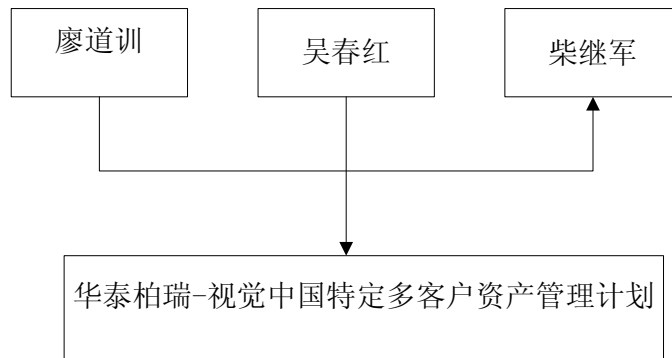 廖道训
吴春红
柴继军
华泰柏瑞-视觉中国特定多客户资产管理计划